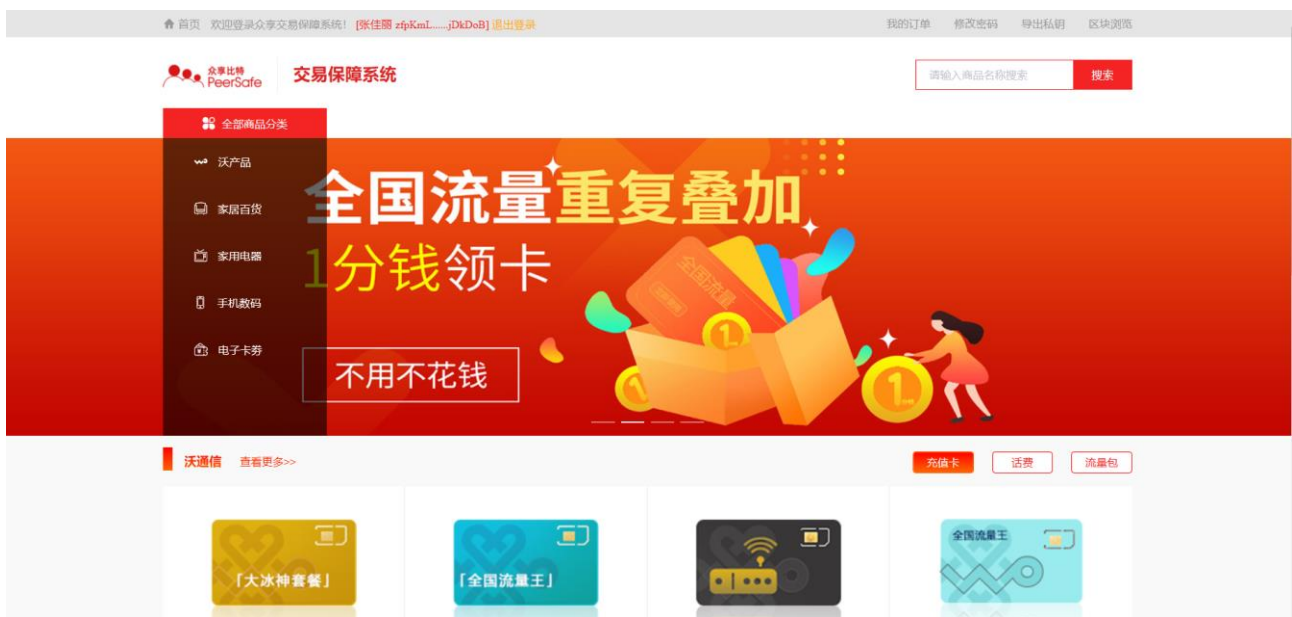 首页 欢迎登录众享交易保障系统! [张佳丽 zfpKmL......jDkDoB] 退出登录 我的订单 修改密码 导出私钥 区块浏览
众享比特
PeerSafe
交易保障系统
请输入商品名称搜索 搜索
全部商品分类
沃产品
家居百货
家用电器
手机数码
电子卡券
全国流量重复叠加
1分钱领卡
不用不花钱
全国流量
沃通信 查看更多>> 充值卡 话费 流量包
「大冰神套餐」
「全国流量王」
全国流量王